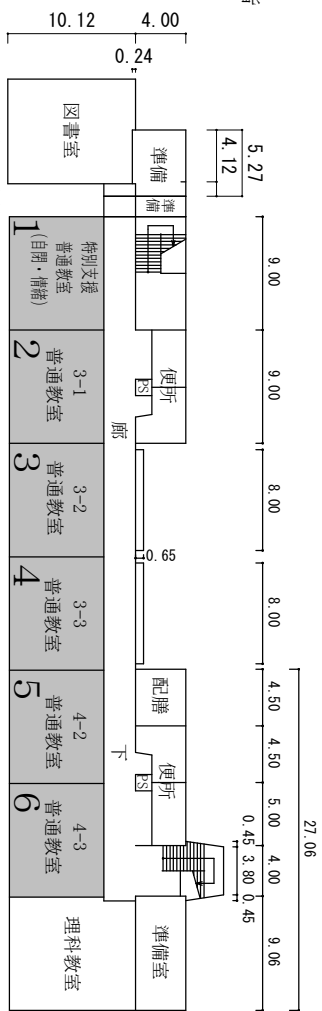 10.12
4.00
0.24
図書室
準備
4.12
5.27
準備
1
特別支援
普通教室
(自閉・情緒)
9.00
2
3-1
普通教室
PS
便所
9.00
廊
3
3-2
普通教室
8.00
0.65
4
3-3
普通教室
8.00
5
4-2
普通教室
配膳
4.50
下
PS
便所
4.50
5.00
6
4-3
普通教室
0.45
3.80
0.45
4.00
27.06
理科教室
準備室
9.06